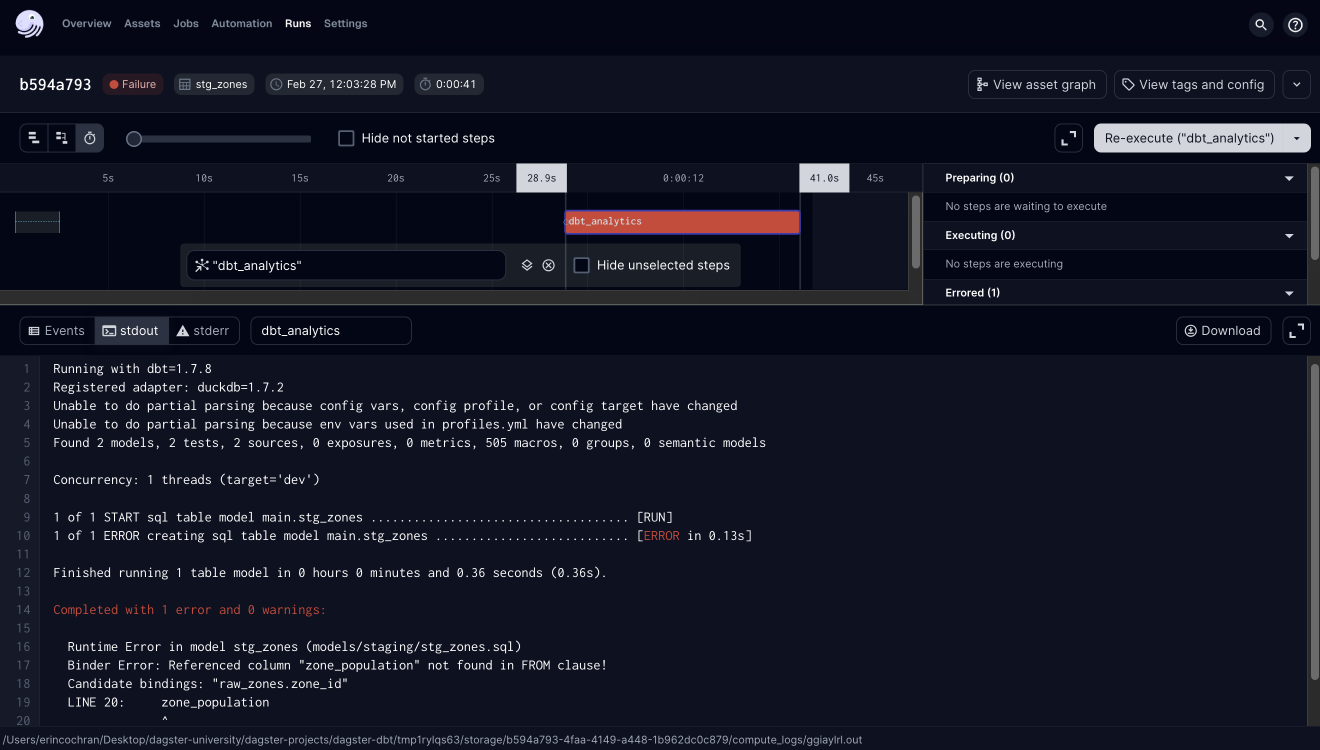 Overview Assets Jobs Automation Runs Settings
b594a793 Failure stg_zones Feb 27, 12:03:28 PM 0:00:41 View asset graph View tags and config
Hide not started steps Re-execute ("dbt_analytics")
5s 10s 15s 20s 25s 28.9s 0:00:12 41.0s 45s
dbt_analytics
"dbt_analytics" Hide unselected steps
Preparing (0)
No steps are waiting to execute
Executing (0)
No steps are executing
Errored (1)
Events stdout stderr dbt_analytics Download
1 Running with dbt=1.7.8
2 Registered adapter: duckdb=1.7.2
3 Unable to do partial parsing because config vars, config profile, or config target have changed
4 Unable to do partial parsing because env vars used in profiles.yml have changed
5 Found 2 models, 2 tests, 2 sources, 0 exposures, 0 metrics, 505 macros, 0 groups, 0 semantic models
6
7 Concurrency: 1 threads (target='dev')
8
9 1 of 1 START sql table model main.stg_zones .................................... [RUN]
10 1 of 1 ERROR creating sql table model main.stg_zones ........................... [ERROR in 0.13s]
11
12 Finished running 1 table model in 0 hours 0 minutes and 0.36 seconds (0.36s).
13
14 Completed with 1 error and 0 warnings:
15
16 Runtime Error in model stg_zones (models/staging/stg_zones.sql)
17 Binder Error: Referenced column "zone_population" not found in FROM clause!
18 Candidate bindings: "raw_zones.zone_id"
19 LINE 20: zone_population
20 ^
/Users/erincochran/Desktop/dagster-university/dagster-projects/dagster-dbt/tmp1rylqs63/storage/b594a793-4faa-4149-a448-1b962dc0c879/compute_logs/ggiaylrl.out